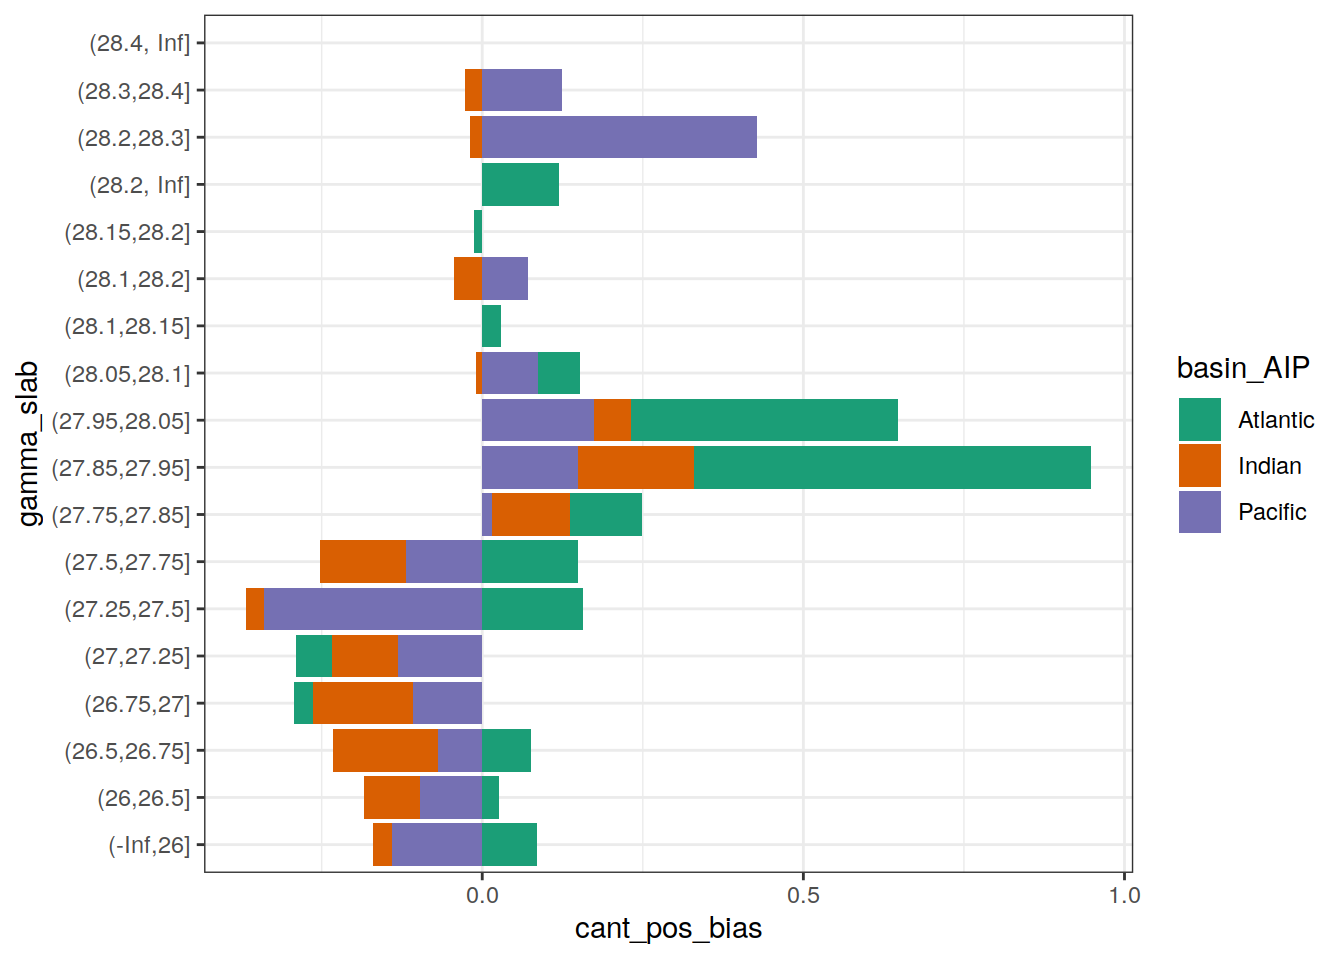 (28.4, Inf]
(28.3,28.4]
(28.2,28.3]
(28.2, Inf]
(28.15,28.2]
(28.1,28.2]
(28.1,28.15]
(28.05,28.1]
(27.95,28.05]
(27.85,27.95]
(27.75,27.85]
(27.5,27.75]
(27.25,27.5]
(27,27.25]
(26.75,27]
(26.5,26.75]
(26,26.5]
(-Inf,26]
gamma_slab
0.0 0.5 1.0
cant_pos_bias
basin_AIP
Atlantic
Indian
Pacific